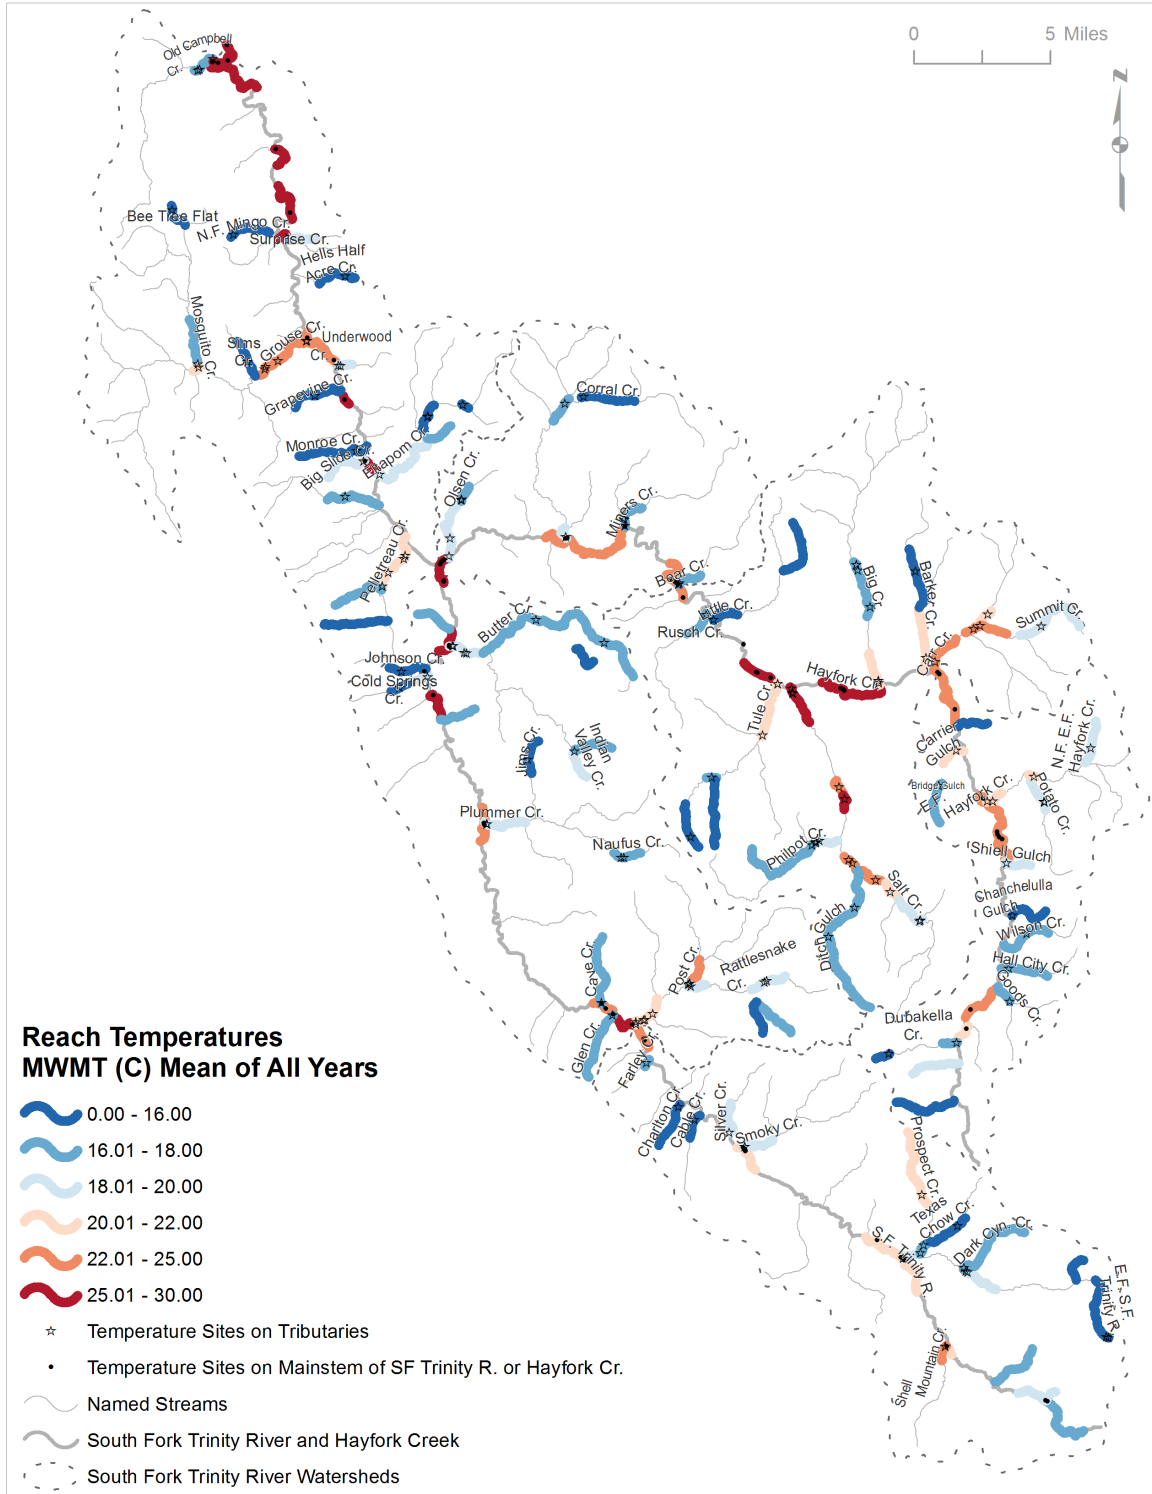 0 5 Miles
N
Old Campbell
Cr.
Bee Tree Flat
N.F. Mingo Cr.
Surprise Cr.
Hells Half
Acre Cr.
Mosquito Cr.
Sims
Cr.
Grouse Cr.
Underwood
Cr.
Grapevine Cr.
Corral Cr.
Monroe Cr.
Big Slide Cr.
Eltapom Cr.
Olsen Cr.
Miners Cr.
Pelletreau Cr.
Bear Cr.
Big Cr.
Barker Cr.
Little Cr.
Rusch Cr.
Butter Cr.
Summit Cr.
Carr Cr.
Johnson Cr.
Cold Springs
Cr.
Hayfork Cr.
Tule Cr.
Carrier
Gulch
N.F. E.F.
Hayfork Cr.
Jims Cr.
Indian
Valley Cr.
Bridge Gulch
E.F. Hayfork Cr.
Potato Cr.
Plummer Cr.
Naufus Cr.
Philpot Cr.
Shiell Gulch
Salt Cr.
Chanchelulla
Gulch
Wilson Cr.
Ditch Gulch
Hall City Cr.
Goods Cr.
Cave Cr.
Post Cr.
Rattlesnake
Cr.
Dubakella
Cr.
Glen Cr.
Farley Cr.
Charlton Cr.
Cable Cr.
Silver Cr.
Smoky Cr.
Prospect Cr.
Texas
Chow Cr.
Dark Cyn. Cr.
S.F. Trinity R.
E.F. S.F.
Trinity R.
Shell
Mountain Cr.
Reach Temperatures
MWMT (C) Mean of All Years
0.00 - 16.00
16.01 - 18.00
18.01 - 20.00
20.01 - 22.00
22.01 - 25.00
25.01 - 30.00
Temperature Sites on Tributaries
Temperature Sites on Mainstem of SF Trinity R. or Hayfork Cr.
Named Streams
South Fork Trinity River and Hayfork Creek
South Fork Trinity River Watersheds